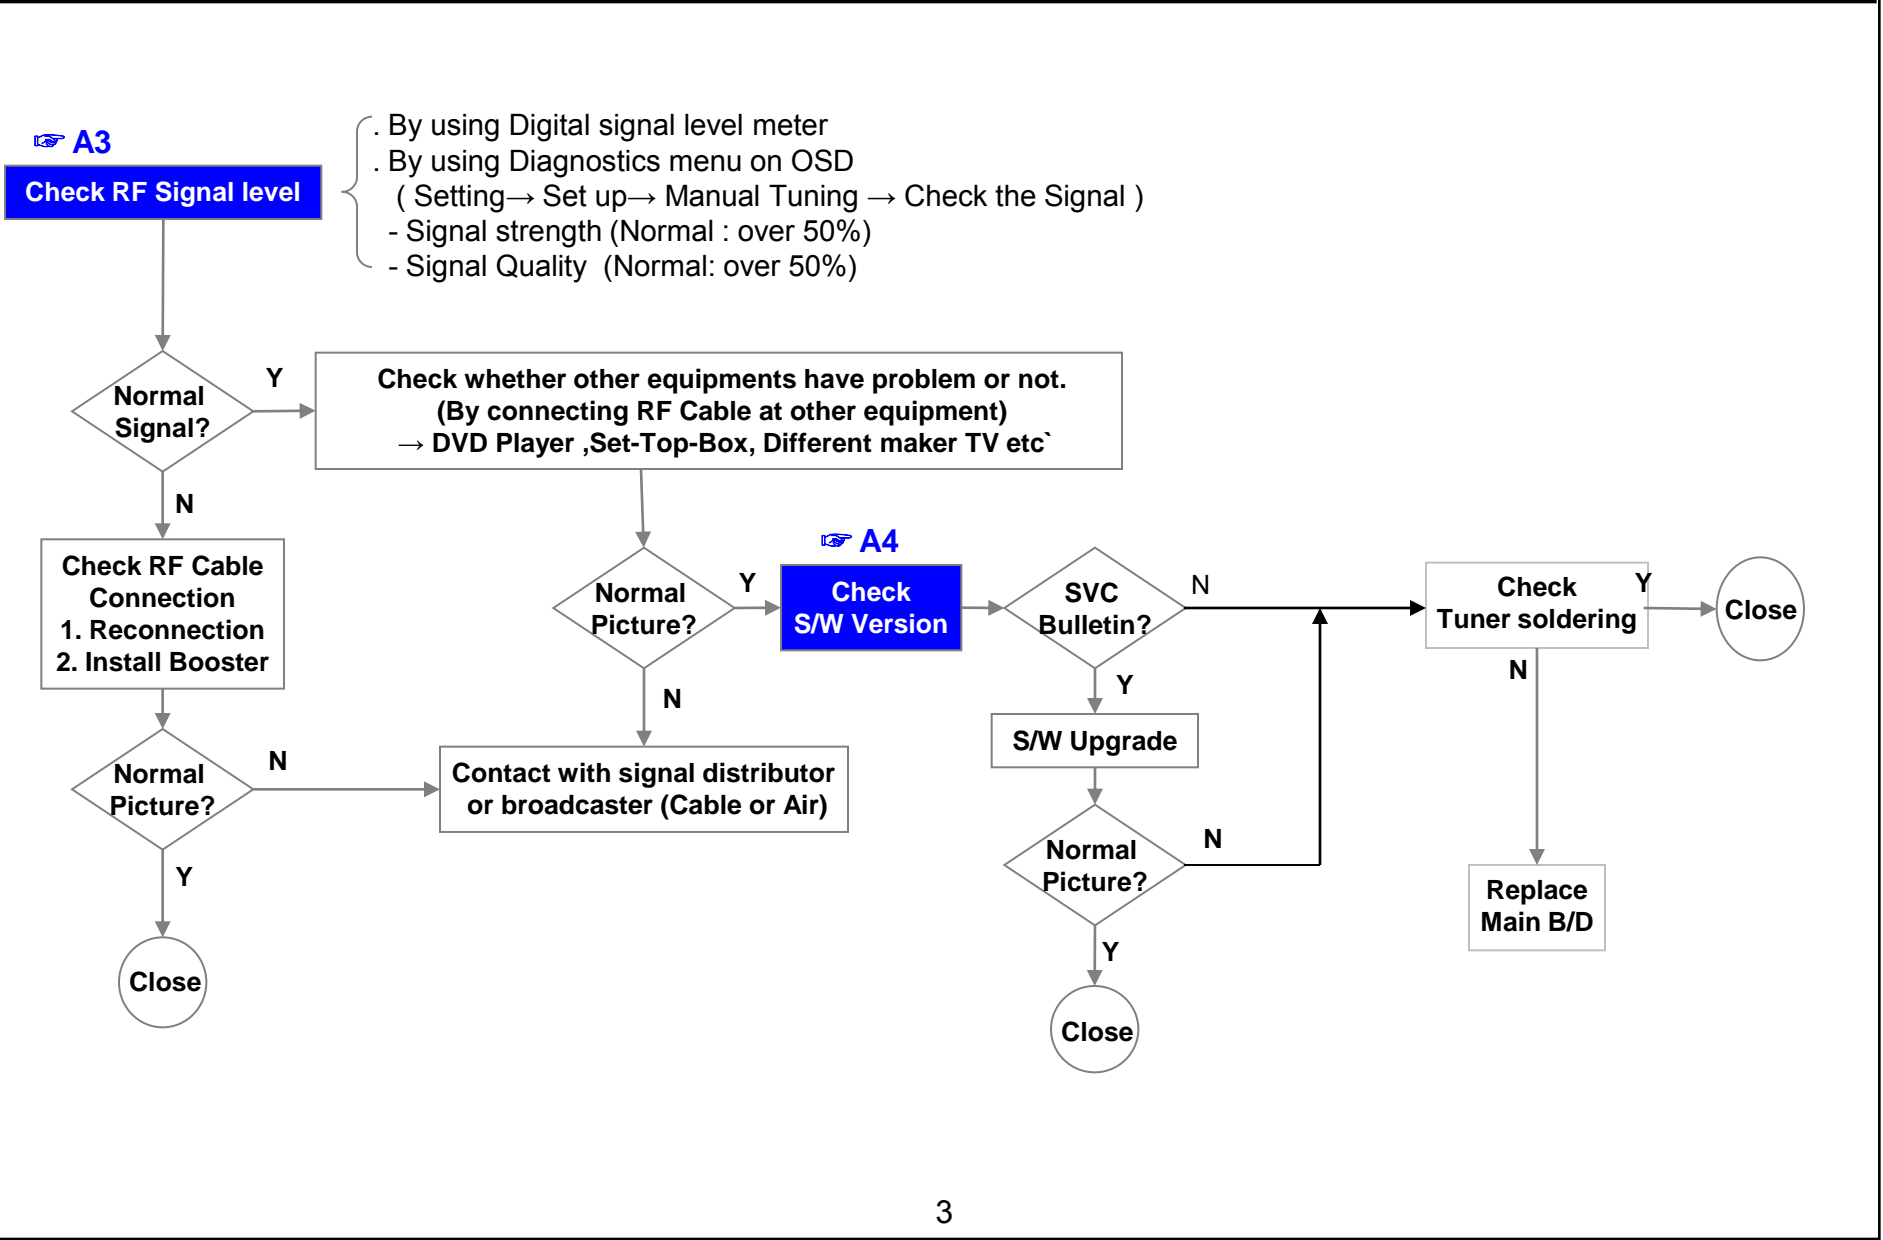 ☞ A3
Check RF Signal level
. By using Digital signal level meter
. By using Diagnostics menu on OSD
( Setting→ Set up→ Manual Tuning → Check the Signal )
- Signal strength (Normal : over 50%)
- Signal Quality (Normal: over 50%)
Normal
Signal?
Y
Check whether other equipments have problem or not.
(By connecting RF Cable at other equipment)
→ DVD Player ,Set-Top-Box, Different maker TV etc`
N
Check RF Cable
Connection
1. Reconnection
2. Install Booster
Normal
Picture?
Y
☞ A4
Check
S/W Version
SVC
Bulletin?
N
Check
Tuner soldering
Y
Close
N
Y
N
S/W Upgrade
Normal
Picture?
N
Contact with signal distributor
or broadcaster (Cable or Air)
Normal
Picture?
N
Replace
Main B/D
Y
Close
Y
Close
3